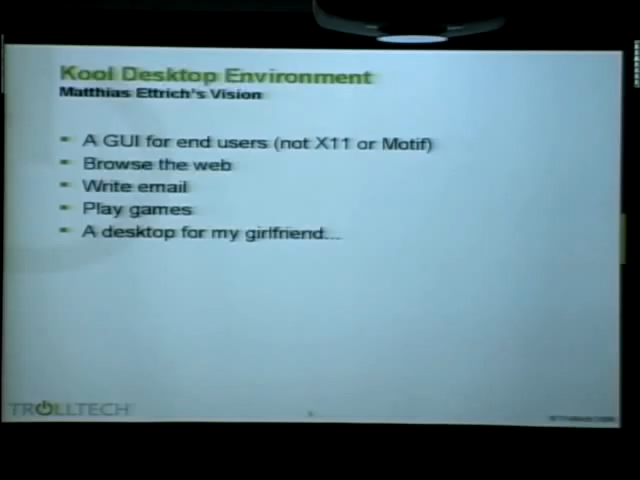 Kool Desktop Environment
Matthias Ettrich's Vision
A GUI for end users (not X11 or Motif)
Browse the web
Write email
Play games
A desktop for my girlfriend...
TROLLTECH